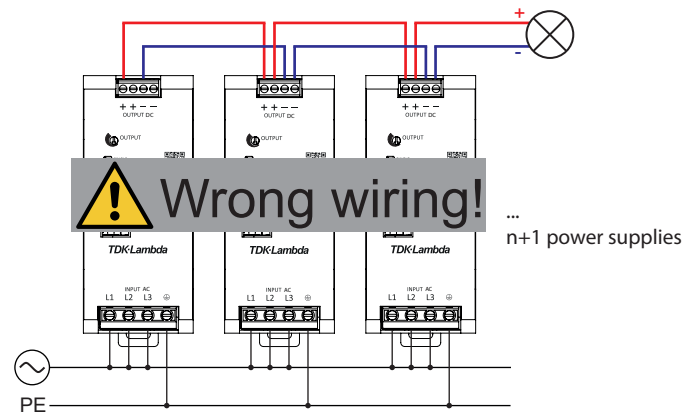 +
-
+ + - -
OUTPUT DC
OUTPUT
+ + - -
OUTPUT DC
OUTPUT
+ + - -
OUTPUT DC
OUTPUT
Wrong wiring!
...
n+1 power supplies
TDK-Lambda
TDK-Lambda
TDK-Lambda
INPUT AC
L1 L2 L3
INPUT AC
L1 L2 L3
INPUT AC
L1 L2 L3
PE